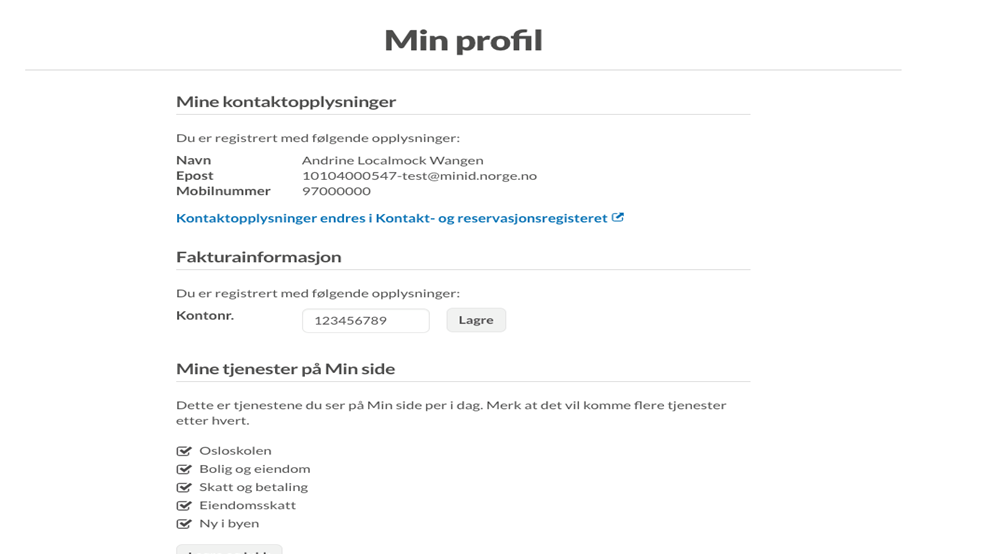 Min profil
Mine kontaktopplysninger
Du er registrert med følgende opplysninger:
Navn Andrine Localmock Wangen
Epost 10104000547-test@minid.norge.no
Mobilnummer 97000000
Kontaktopplysninger endres i Kontakt- og reservasjonsregisteret
Fakturainformasjon
Du er registrert med følgende opplysninger:
Kontonr. 123456789 Lagre
Mine tjenester på Min side
Dette er tjenestene du ser på Min side per i dag. Merk at det vil komme flere tjenester
etter hvert.
Osloskolen
Bolig og eiendom
Skatt og betaling
Eiendomsskatt
Ny i byen